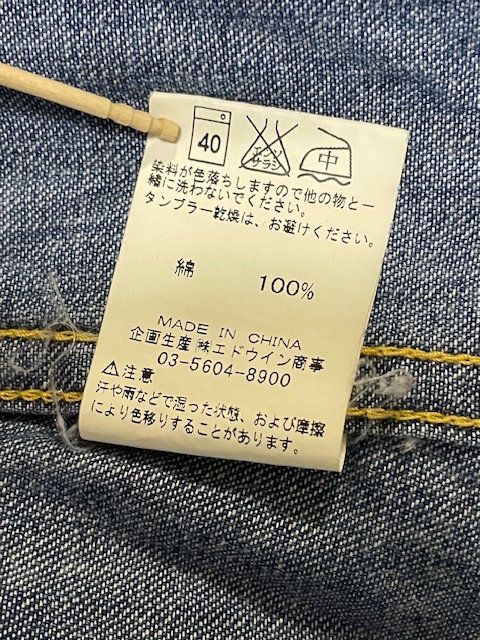 40 エンソサラシ 中
染料が色落ちしますので他の物と一
緒に洗わないでください。
タンブラー乾燥は、お避けください。
綿 100%
MADE IN CHINA
企画生産㈱エドウイン商事
03-5604-8900
⚠注意
汗や雨などで湿った状態、および摩擦
により色移りすることがあります。